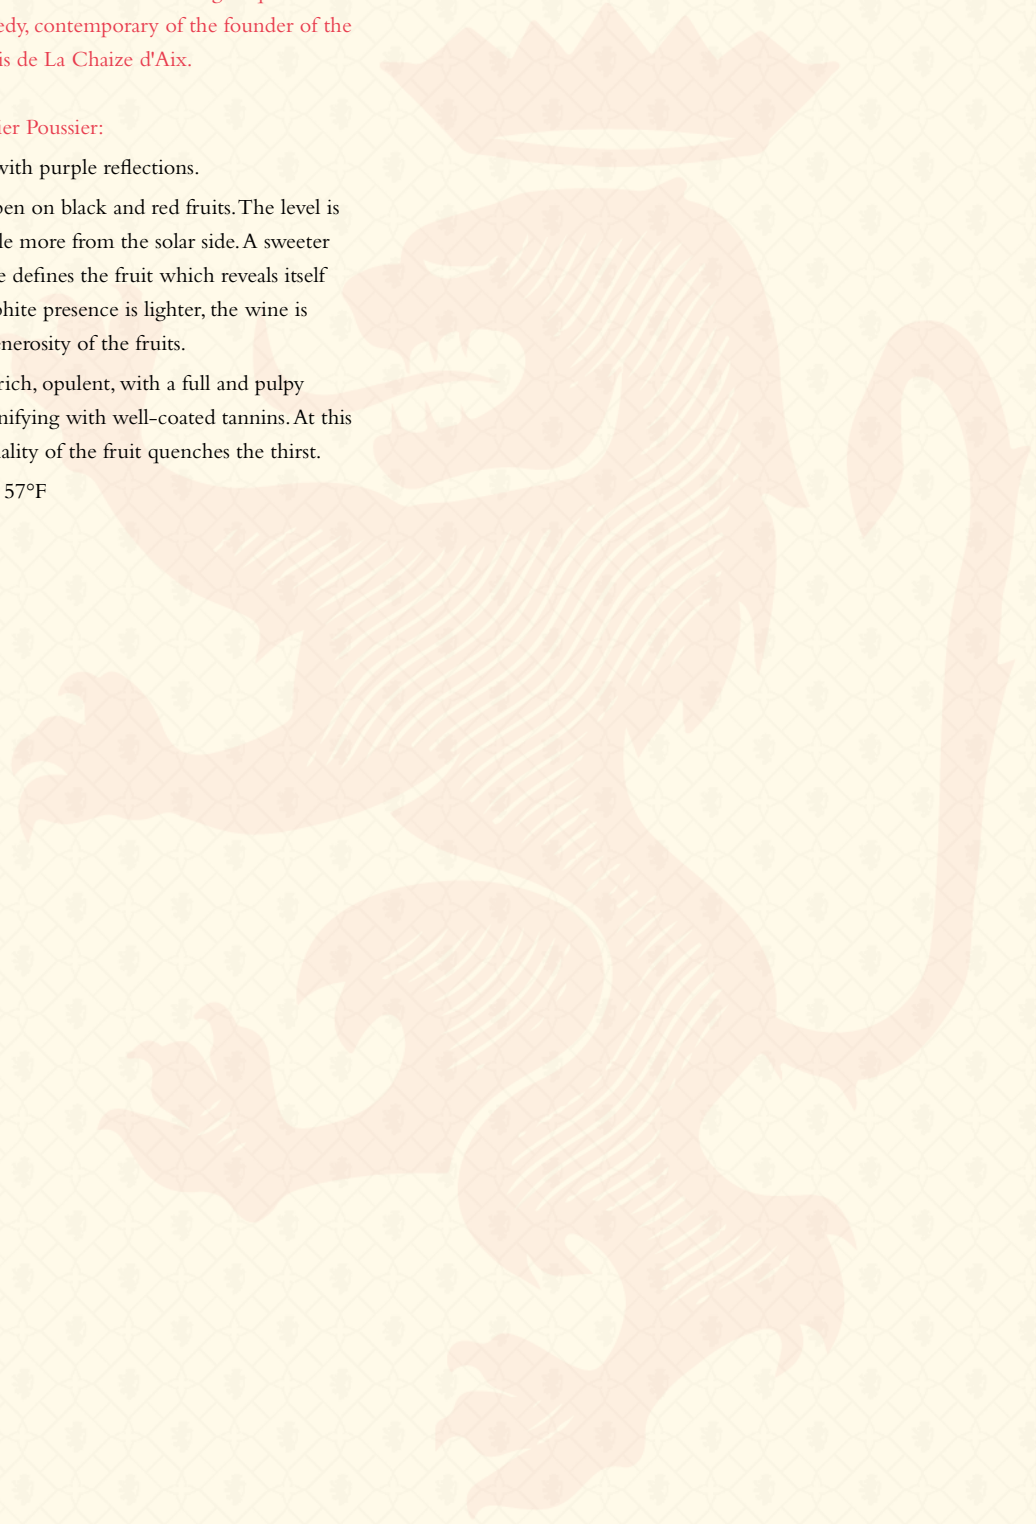 edy, contemporary of the founder of the
is de La Chaize d'Aix.
ier Poussier:
with purple reflections.
pen on black and red fruits. The level is
le more from the solar side. A sweeter
e defines the fruit which reveals itself
phite presence is lighter, the wine is
enerosity of the fruits.
rich, opulent, with a full and pulpy
nifying with well-coated tannins. At this
ality of the fruit quenches the thirst.
57°F